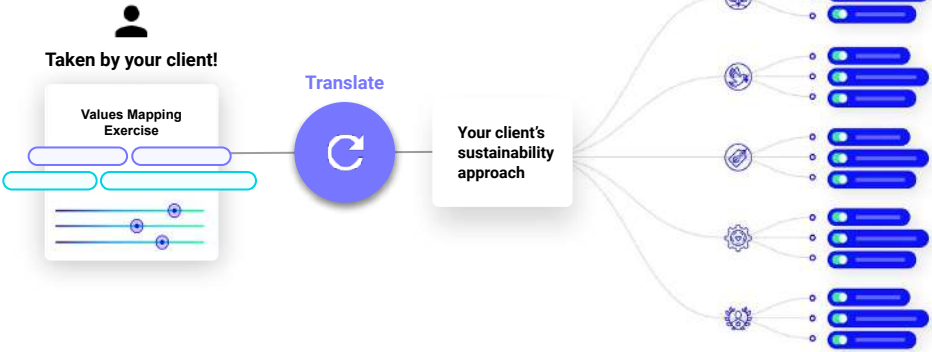 Taken by your client!
Values Mapping
Exercise
Translate
Your client's
sustainability
approach